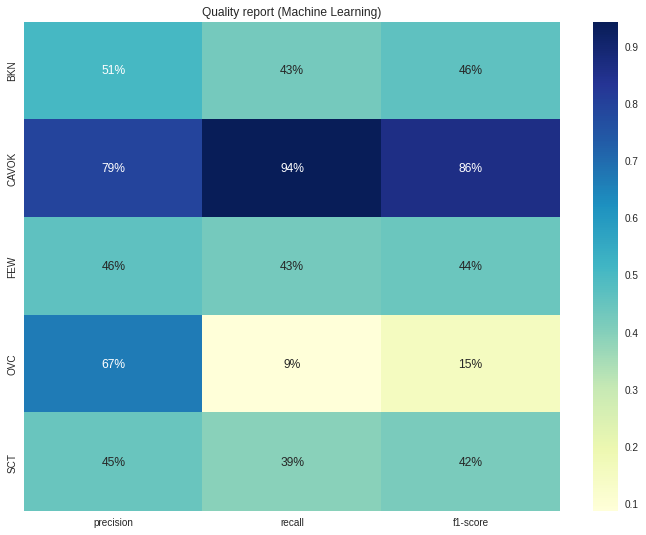 Quality report (Machine Learning)
BKN 51% 43% 46%
CAVOK 79% 94% 86%
FEW 46% 43% 44%
OVC 67% 9% 15%
SCT 45% 39% 42%
precision recall f1-score
0.9
0.8
0.7
0.6
0.5
0.4
0.3
0.2
0.1